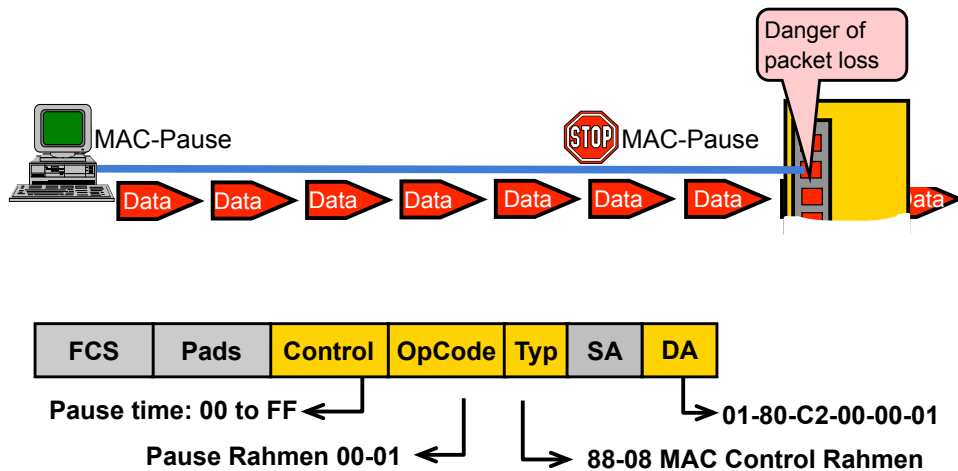 Danger of
packet loss
MAC-Pause
STOP
MAC-Pause
Data
Data
Data
Data
Data
Data
Data
ata
FCS
Pads
Control
OpCode
Typ
SA
DA
Pause time: 00 to FF
01-80-C2-00-00-01
Pause Rahmen 00-01
88-08 MAC Control Rahmen